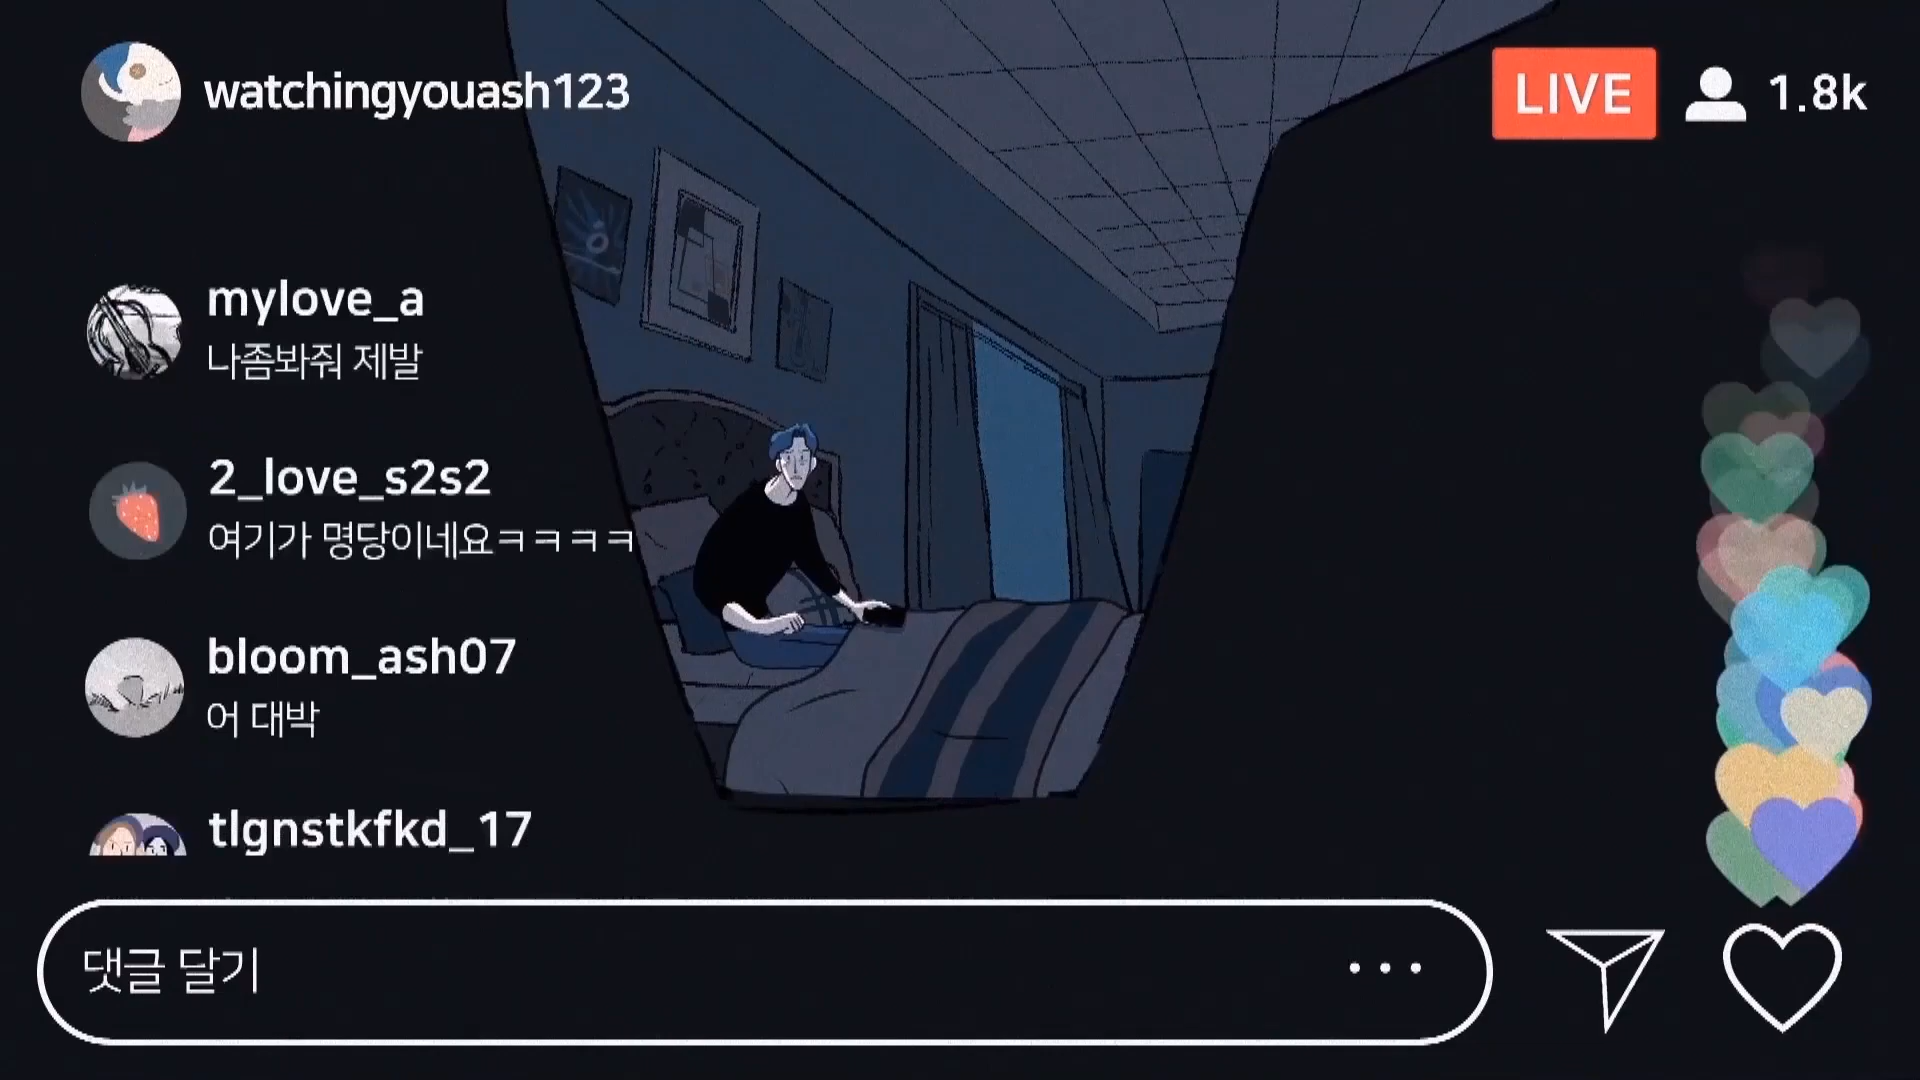 watchingyouash123
LIVE
1.8k
mylove_a
나좀봐줘 제발
2_love_s2s2
여기가 명당이네요ㅋㅋㅋㅋ
bloom_ash07
어 대박
tlgnstkfkd_17
댓글 달기